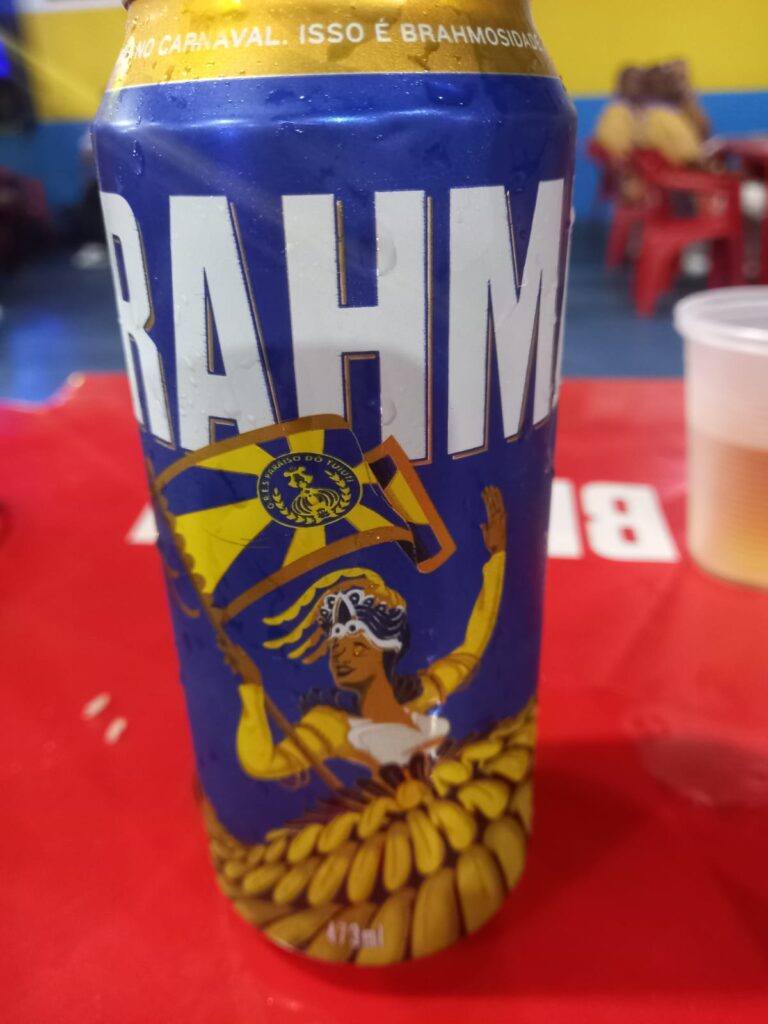 NO CARNAVAL. ISSO É BRAHMOSIDADE
RAHM
G.R.E.S PARAISO DO TUIUTI
473ml